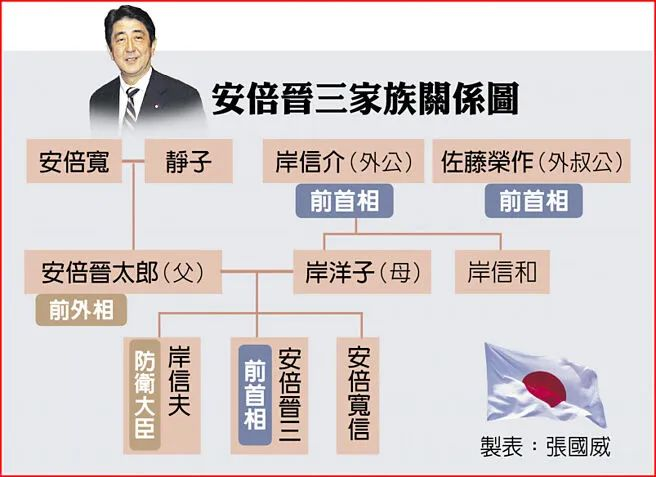 安倍晉三家族關係圖
安倍寬
靜子
岸信介（外公）
佐藤榮作（外叔公）
前首相
前首相
安倍晉太郎（父）
岸洋子（母）
岸信和
前外相
防衛大臣
岸信夫
前首相
安倍晉三
安倍寬信
製表：張國威